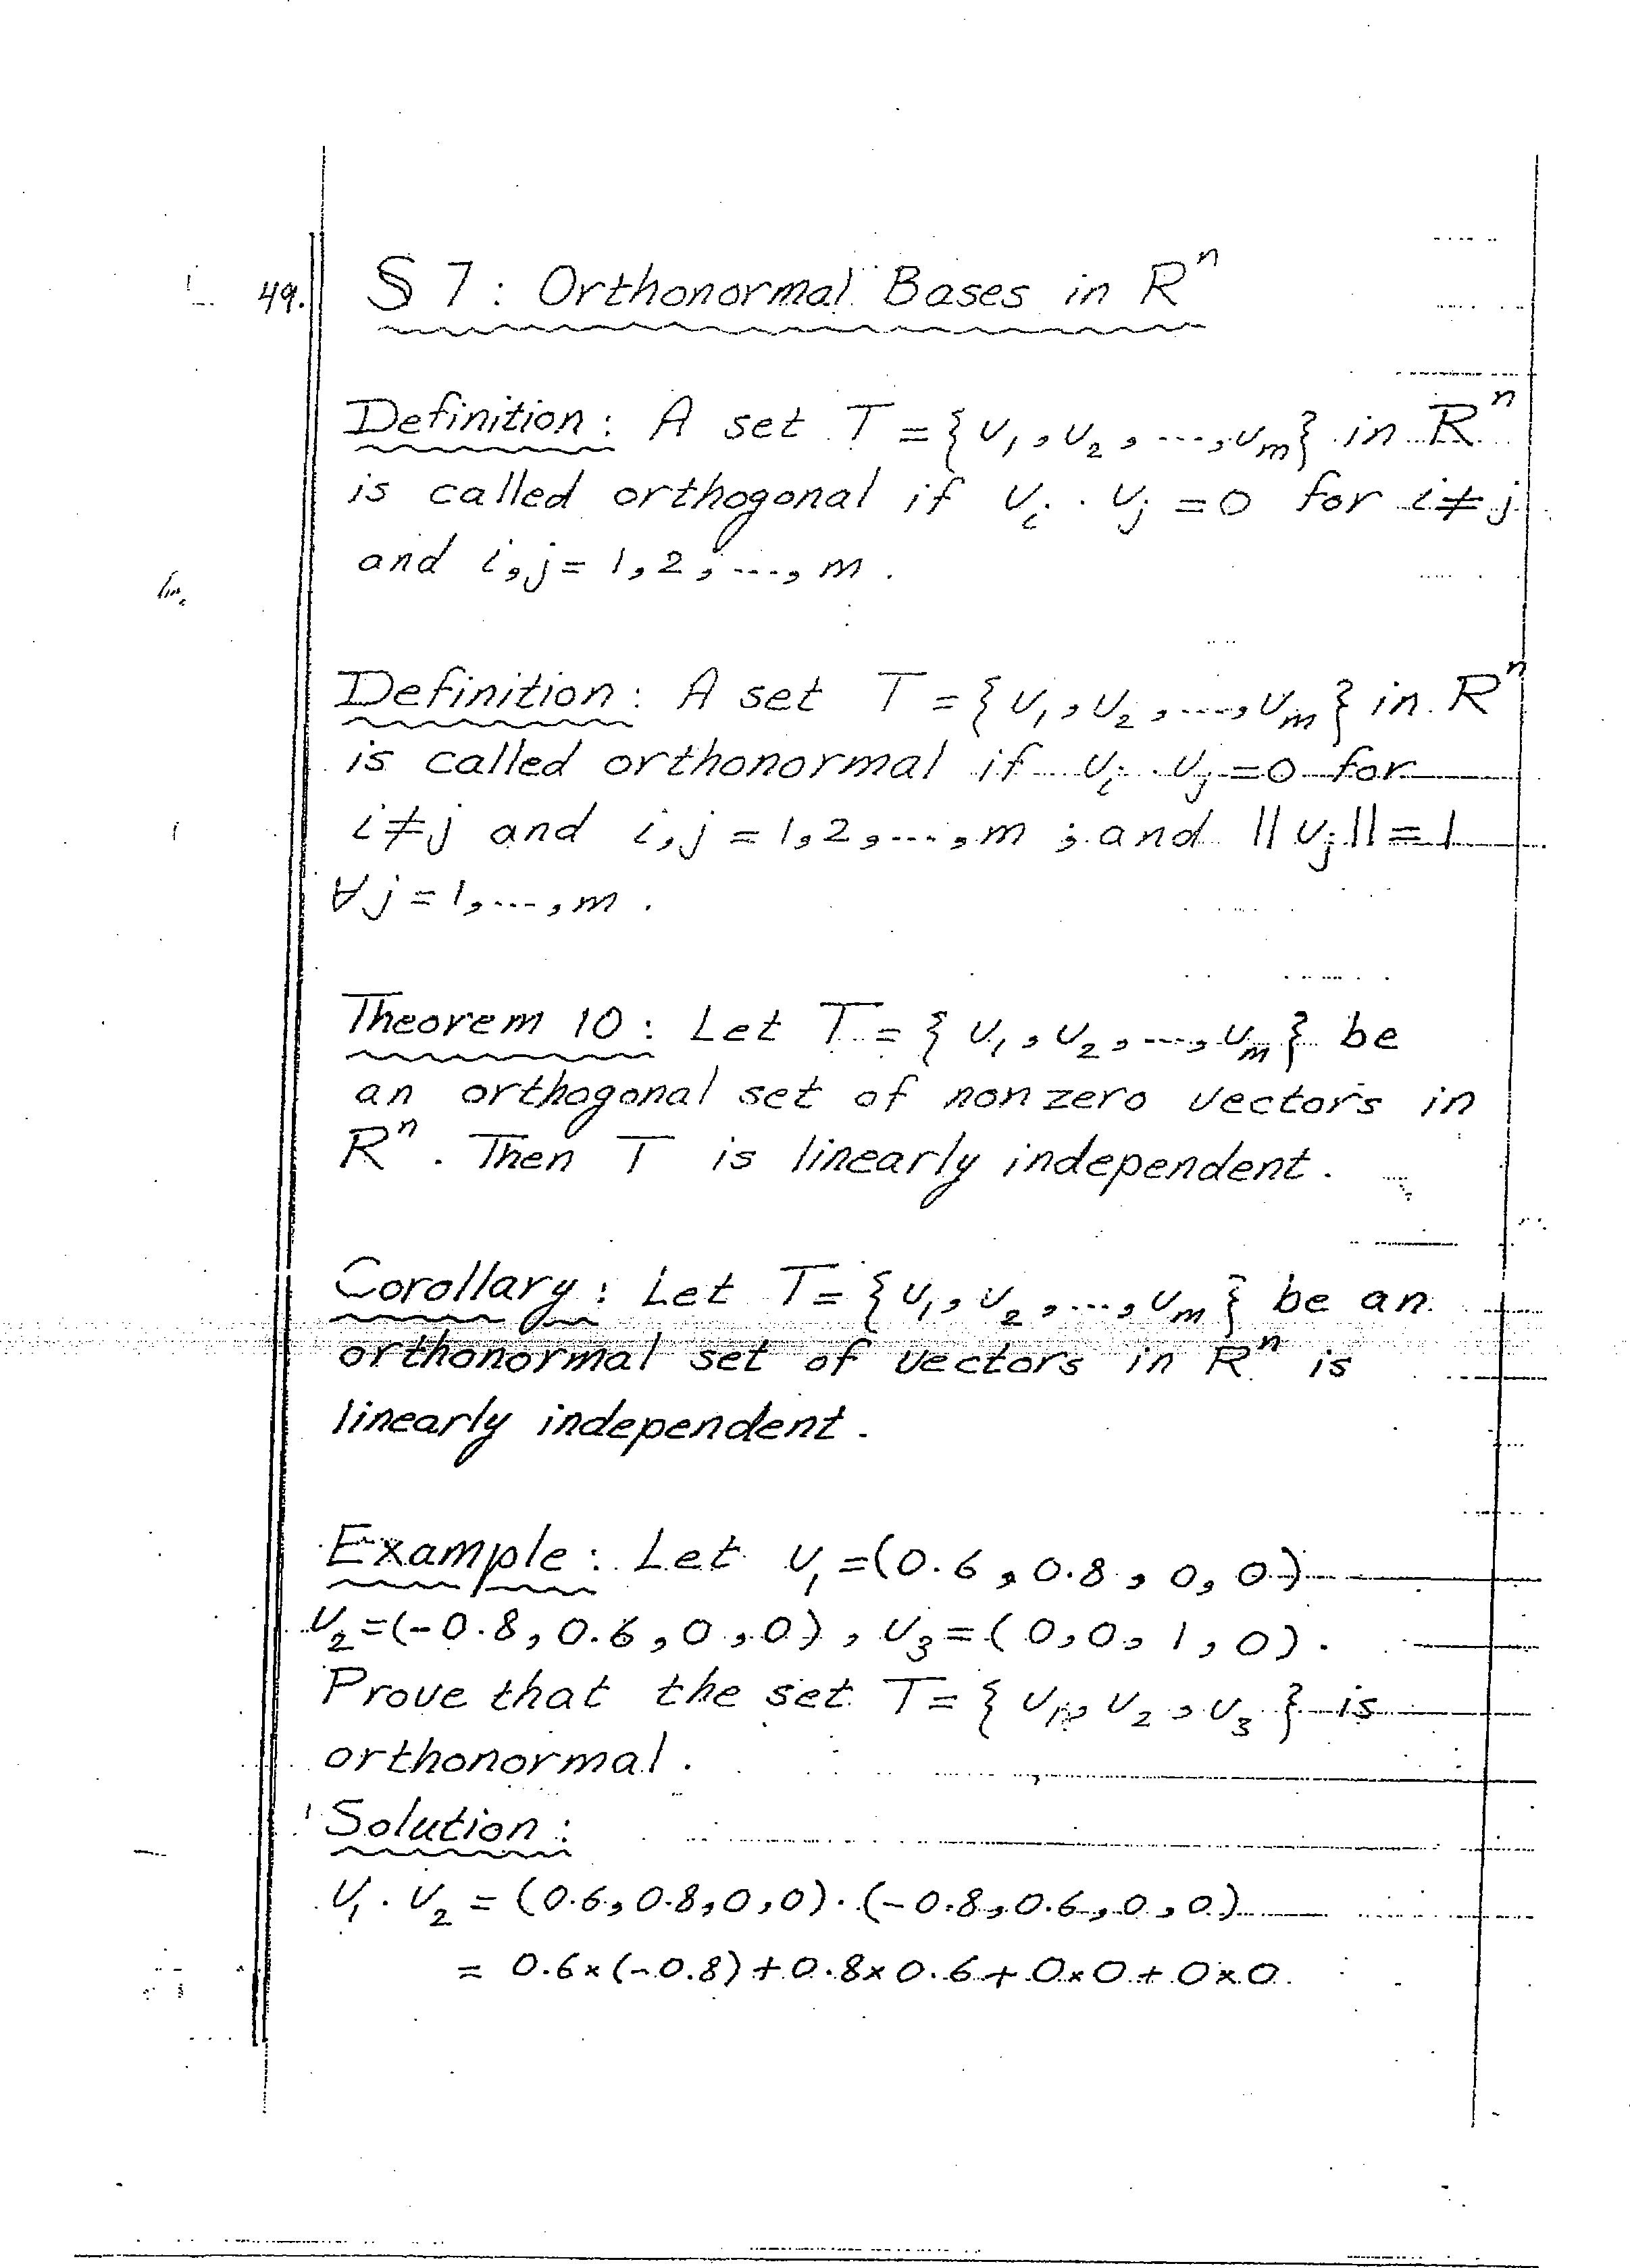 49. § 7: Orthonormal Bases in Rⁿ
Definition: A set T = {v₁, v₂, ..., vₘ} in Rⁿ
is called orthogonal if vᵢ · vⱼ = 0 for i ≠ j
and i, j = 1, 2, ..., m .
Definition: A set T = {v₁, v₂, ..., vₘ} in Rⁿ
is called orthonormal if vᵢ · vⱼ = 0 for
i ≠ j and i, j = 1, 2, ..., m ; and ||vⱼ|| = 1
∀ j = 1, ..., m .
Theorem 10: Let T = {v₁, v₂, ..., vₘ} be
an orthogonal set of nonzero vectors in
Rⁿ. Then T is linearly independent.
Corollary: Let T = {v₁, v₂, ..., vₘ} be an
orthonormal set of vectors in Rⁿ is
linearly independent.
Example: Let v₁ = (0.6, 0.8, 0, 0)
v₂ = (-0.8, 0.6, 0, 0), v₃ = (0, 0, 1, 0).
Prove that the set T = {v₁, v₂, v₃} is
orthonormal.
Solution:
v₁ · v₂ = (0.6, 0.8, 0, 0) · (-0.8, 0.6, 0, 0)
= 0.6 × (-0.8) + 0.8 × 0.6 + 0 × 0 + 0 × 0